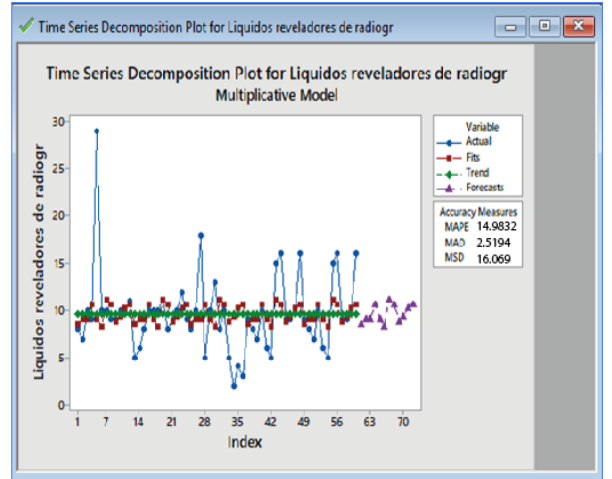 Time Series Decomposition Plot for Liquidos reveladores de radiogr
Time Series Decomposition Plot for Liquidos reveladores de radiogr
Multiplicative Model
Liquidos reveladores de radiogr
30
25
20
15
10
5
0
1 7 14 21 28 35 42 49 56 63 70
Index
Variable
Actual
Fits
Trend
Forecasts
Accuracy Measures
MAPE 14.9832
MAD 2.5194
MSD 16.069